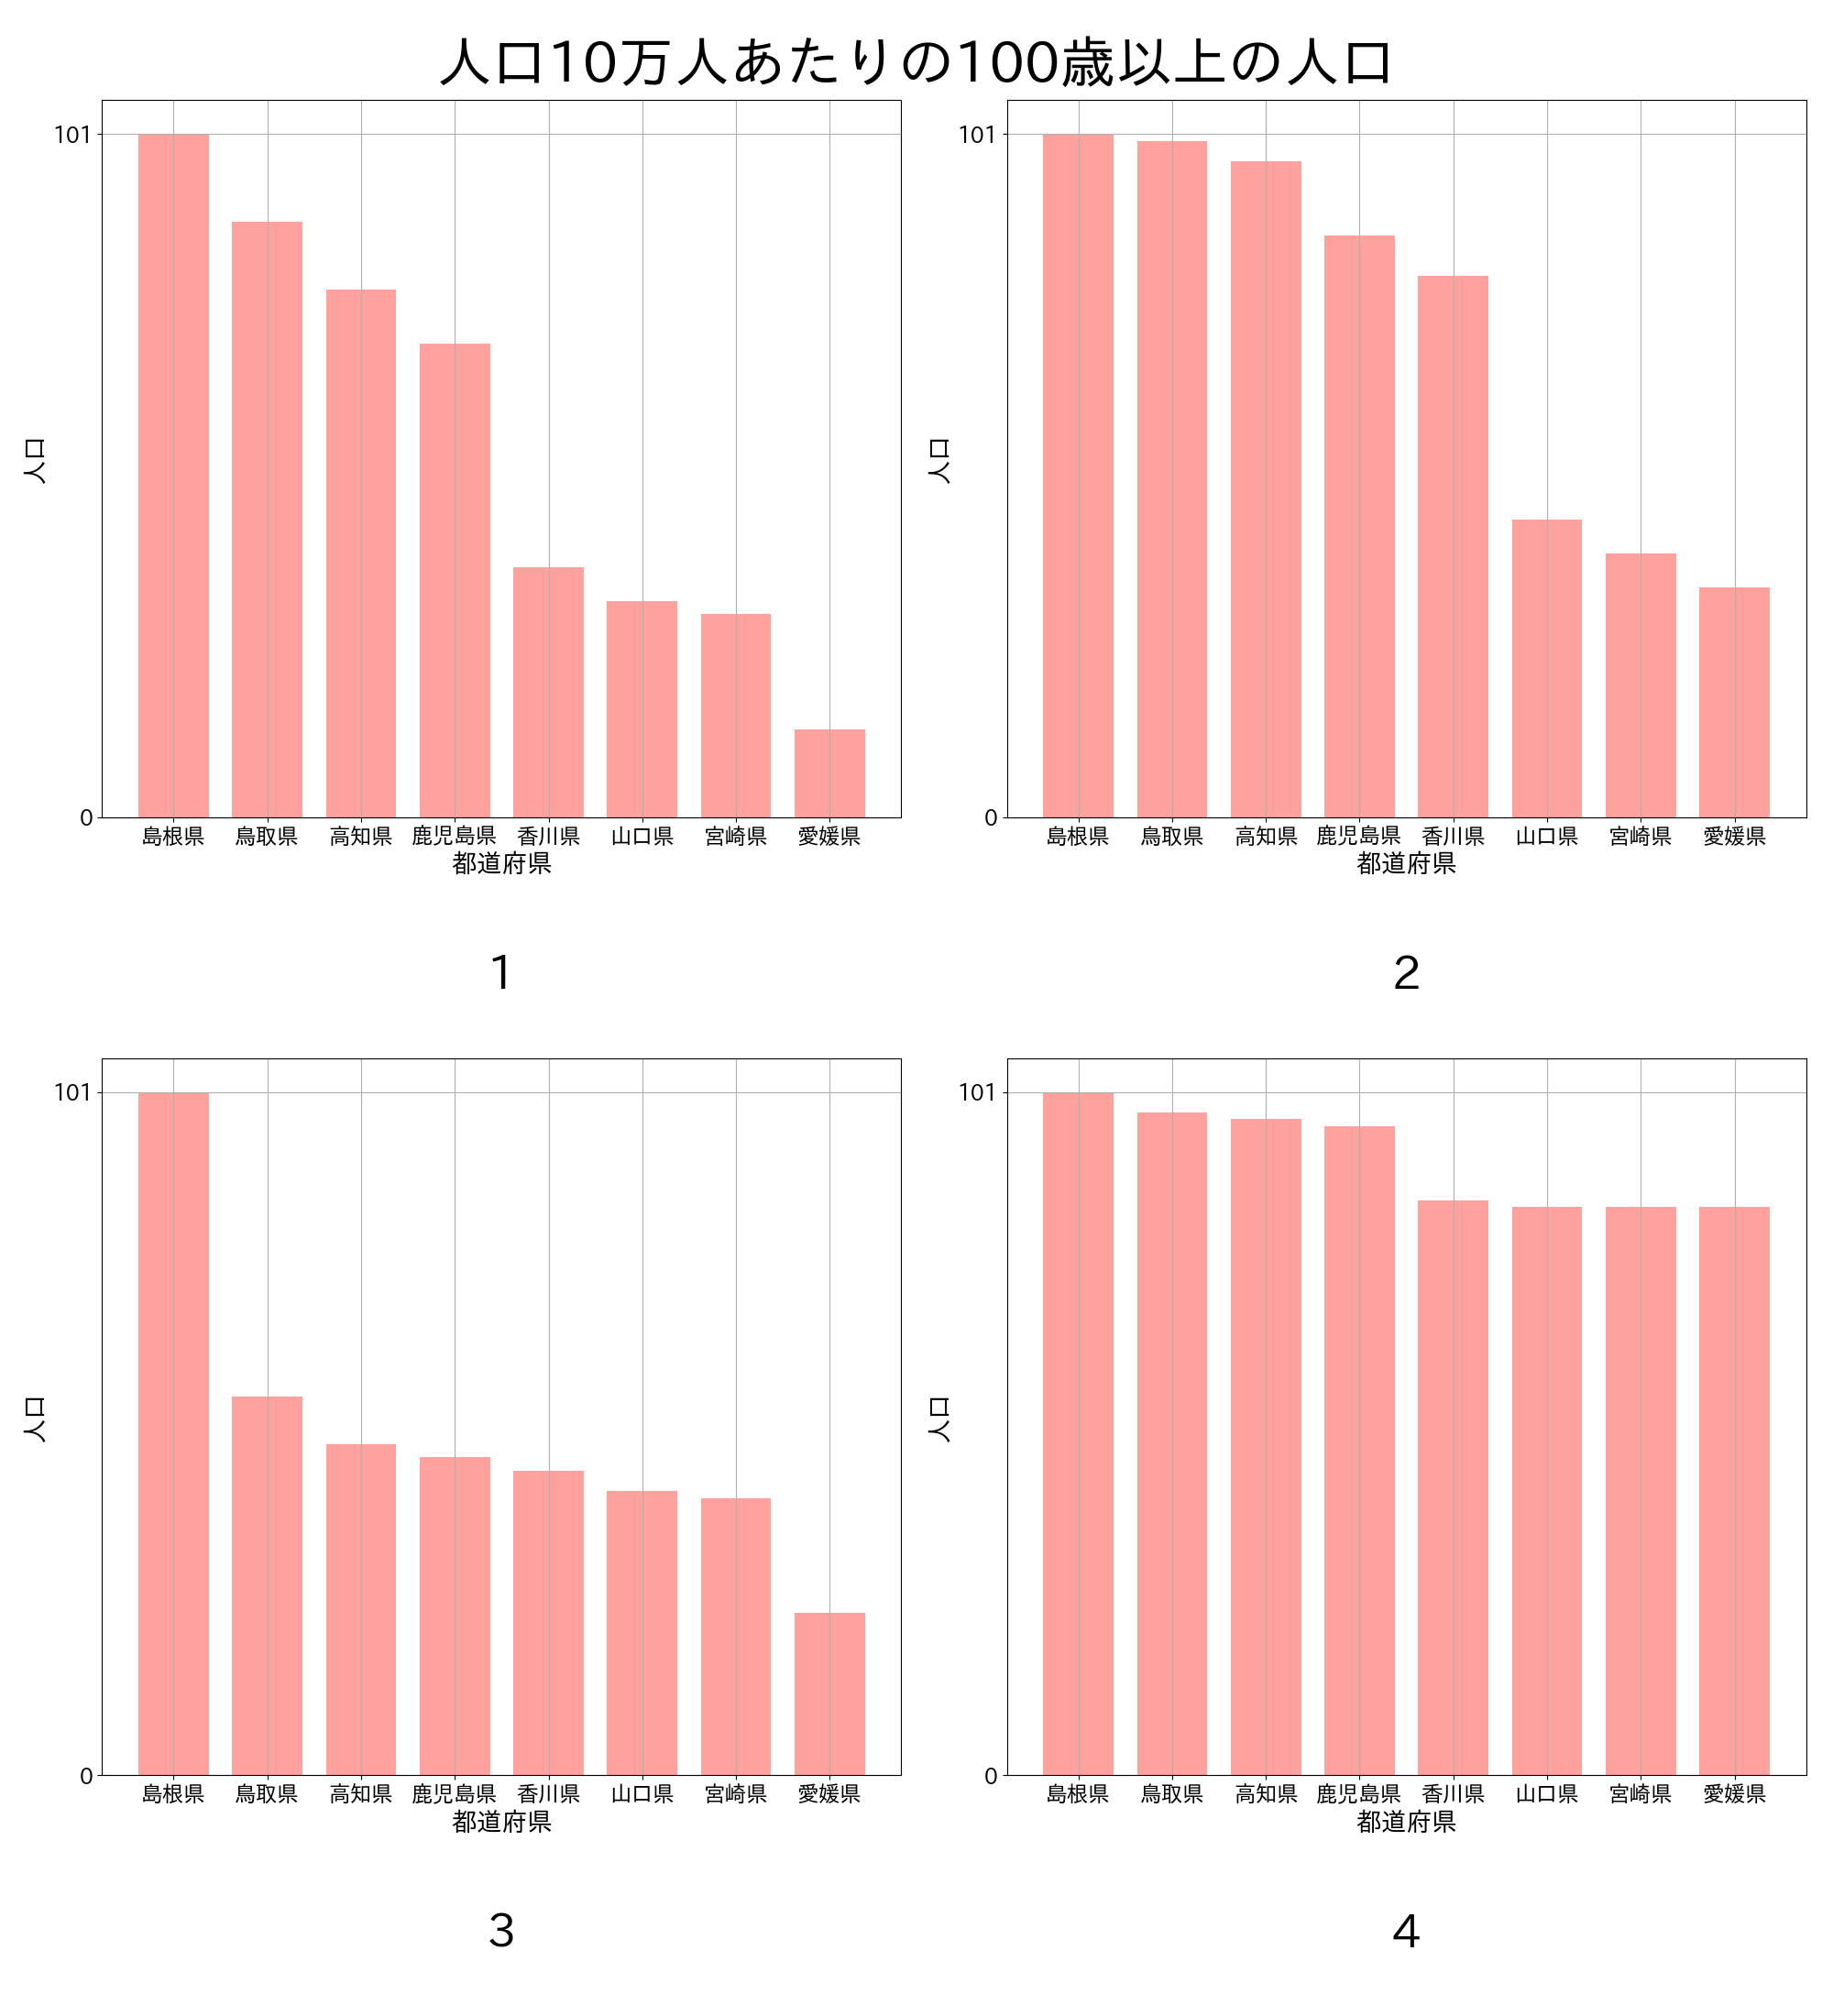 人口10万人あたりの100歳以上の人口
101
人口
0
島根県 鳥取県 高知県 鹿児島県 香川県 山口県 宮崎県 愛媛県
都道府県
1
101
人口
0
島根県 鳥取県 高知県 鹿児島県 香川県 山口県 宮崎県 愛媛県
都道府県
2
101
人口
0
島根県 鳥取県 高知県 鹿児島県 香川県 山口県 宮崎県 愛媛県
都道府県
3
101
人口
0
島根県 鳥取県 高知県 鹿児島県 香川県 山口県 宮崎県 愛媛県
都道府県
4